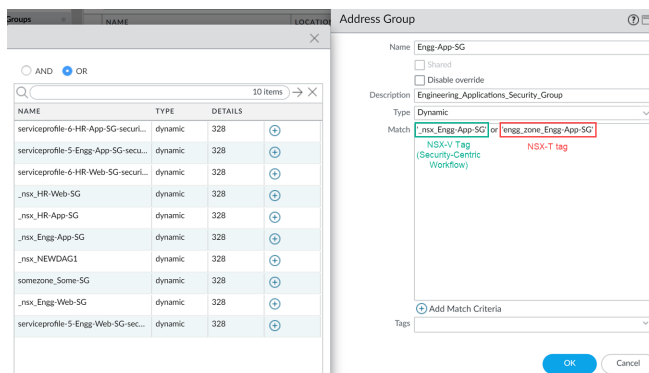 Groups
NAME
LOCATION
AND
OR
10 items
NAME TYPE DETAILS
serviceprofile-6-HR-App-SG-securi... dynamic 328
serviceprofile-5-Engg-App-SG-secu... dynamic 328
serviceprofile-6-HR-Web-SG-securi... dynamic 328
_nsx_HR-Web-SG dynamic 328
_nsx_HR-App-SG dynamic 328
_nsx_Engg-App-SG dynamic 328
_nsx_NEWDAG1 dynamic 328
somezone_Some-SG dynamic 328
_nsx_Engg-Web-SG dynamic 328
serviceprofile-5-Engg-Web-SG-sec... dynamic 328
Address Group
Name Engg-App-SG
Shared
Disable override
Description Engineering_Applications_Security_Group
Type Dynamic
Match '_nsx_Engg-App-SG' or 'engg_zone_Engg-App-SG'
NSX-V Tag
(Security-Centric
Workflow)
NSX-T tag
Add Match Criteria
Tags
OK Cancel